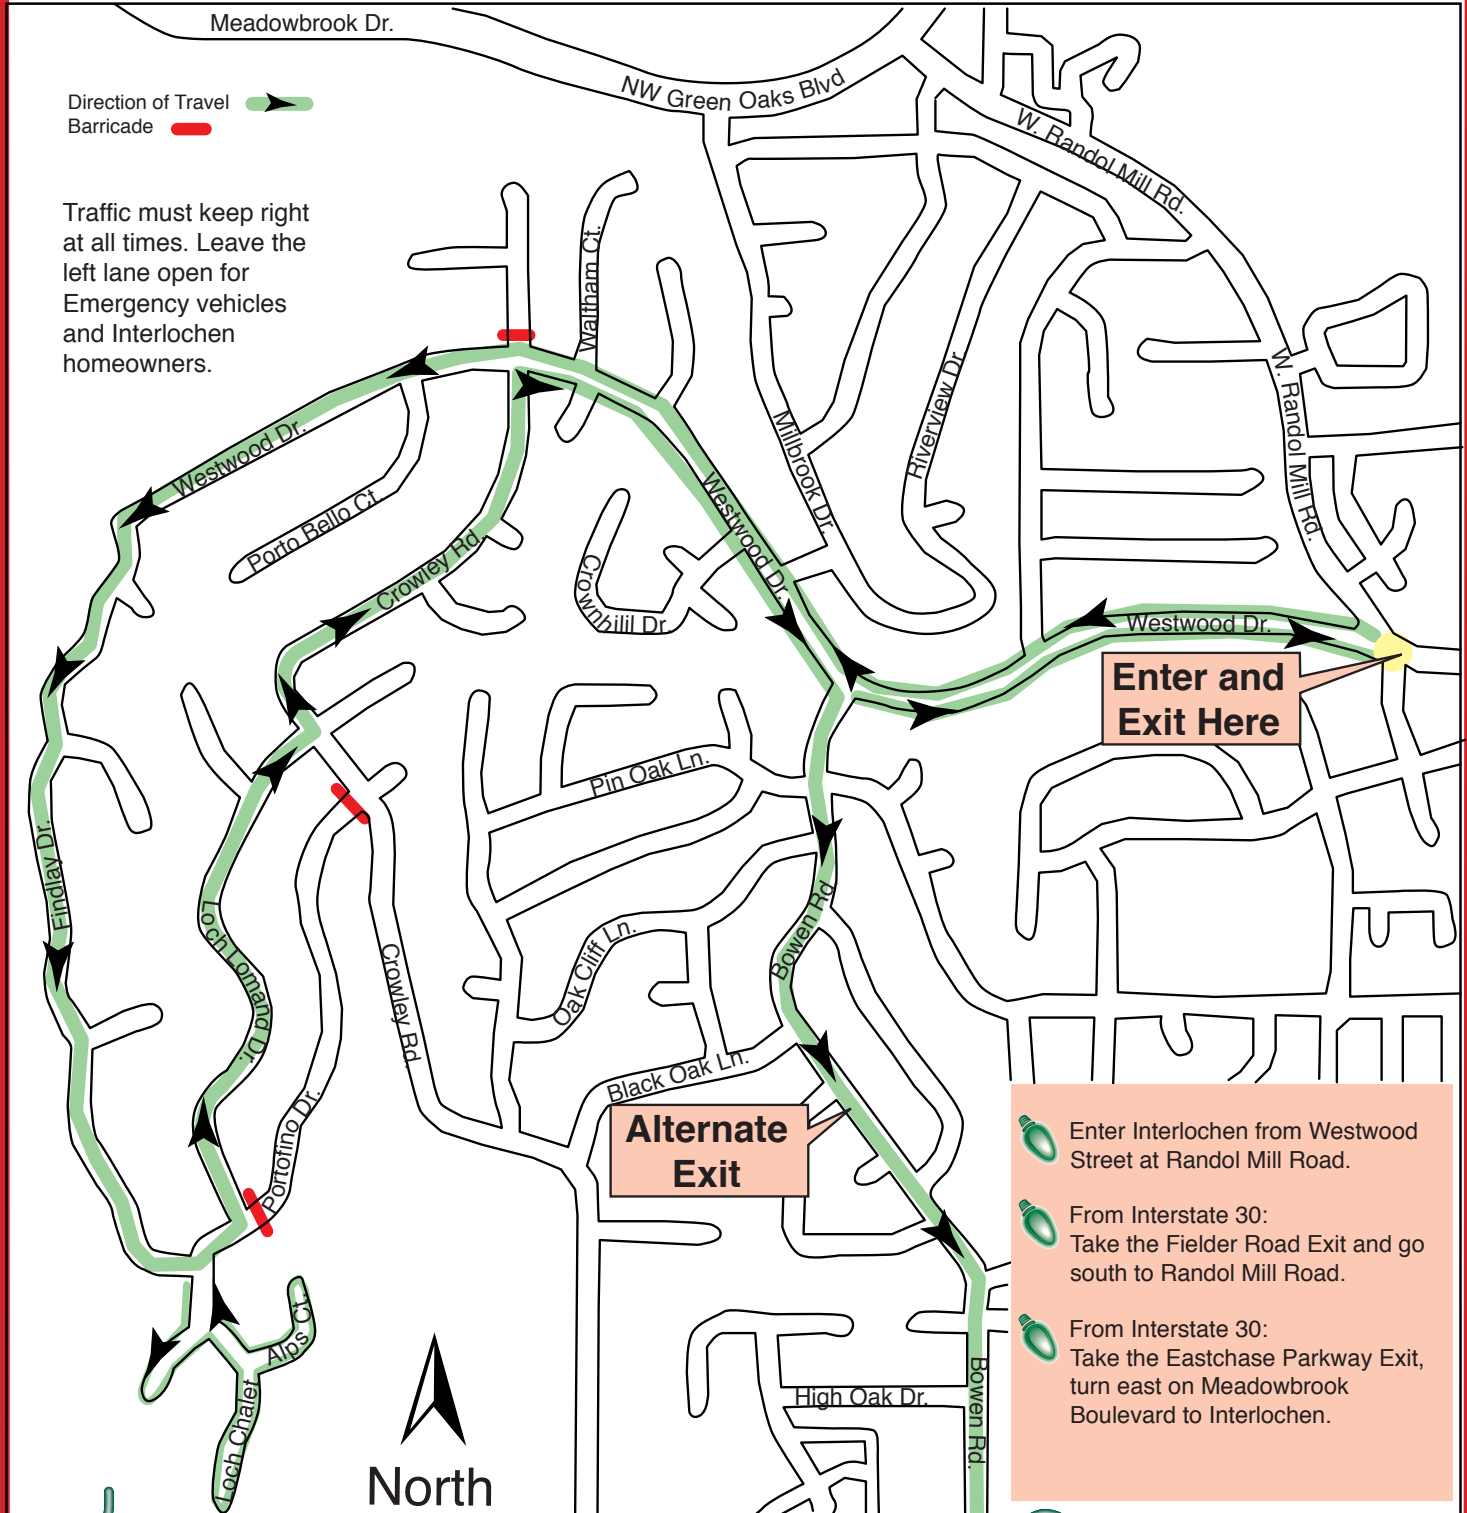 Meadowbrook Dr.
NW Green Oaks Blvd
Direction of Travel
Barricade
W. Randol Mill Rd.
Traffic must keep right
at all times. Leave the
left lane open for
Emergency vehicles
and Interlochen
homeowners.
Waltham Ct.
Westwood Dr.
Millbrook Dr.
Riverview Dr.
W. Randol Mill Rd.
Porto Bello Ct.
Crowley Rd.
Westwood Dr.
Crownhilil Dr.
Westwood Dr.
Enter and
Exit Here
Pin Oak Ln.
Findlay Dr.
Loch Lomand Dr.
Crowley Rd.
Oak Cliff Ln.
Bowen Rd.
Black Oak Ln.
Portofino Dr.
Alternate
Exit
Enter Interlochen from Westwood
Street at Randol Mill Road.
From Interstate 30:
Take the Fielder Road Exit and go
south to Randol Mill Road.
From Interstate 30:
Take the Eastchase Parkway Exit,
turn east on Meadowbrook
Boulevard to Interlochen.
Alps Ct.
Loch Chalet
High Oak Dr.
Bowen Rd.
North